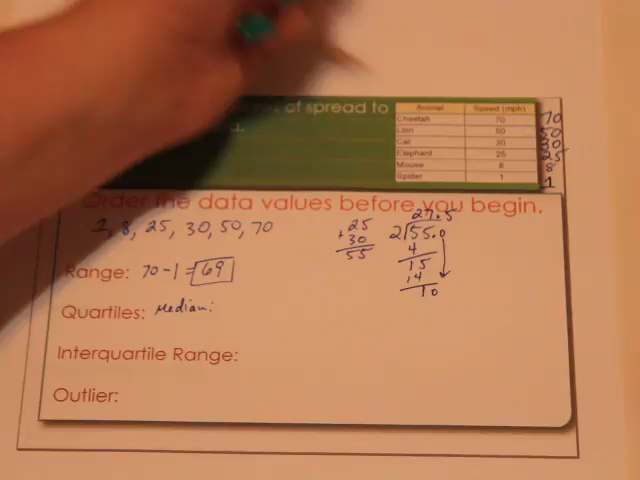 of spread to
Animal Speed (mph)
Cheetah 70 70
Lion 50 50
Cat 30 30
Elephant 25 25
Mouse 8 8
Spider 1 1
Order the data values before you begin.
1, 8, 25, 30, 50, 70
25
+ 30
55
27.5
2 55.0
4
15
14
10
Range: 70 - 1 = 69
Quartiles: Median:
Interquartile Range:
Outlier: